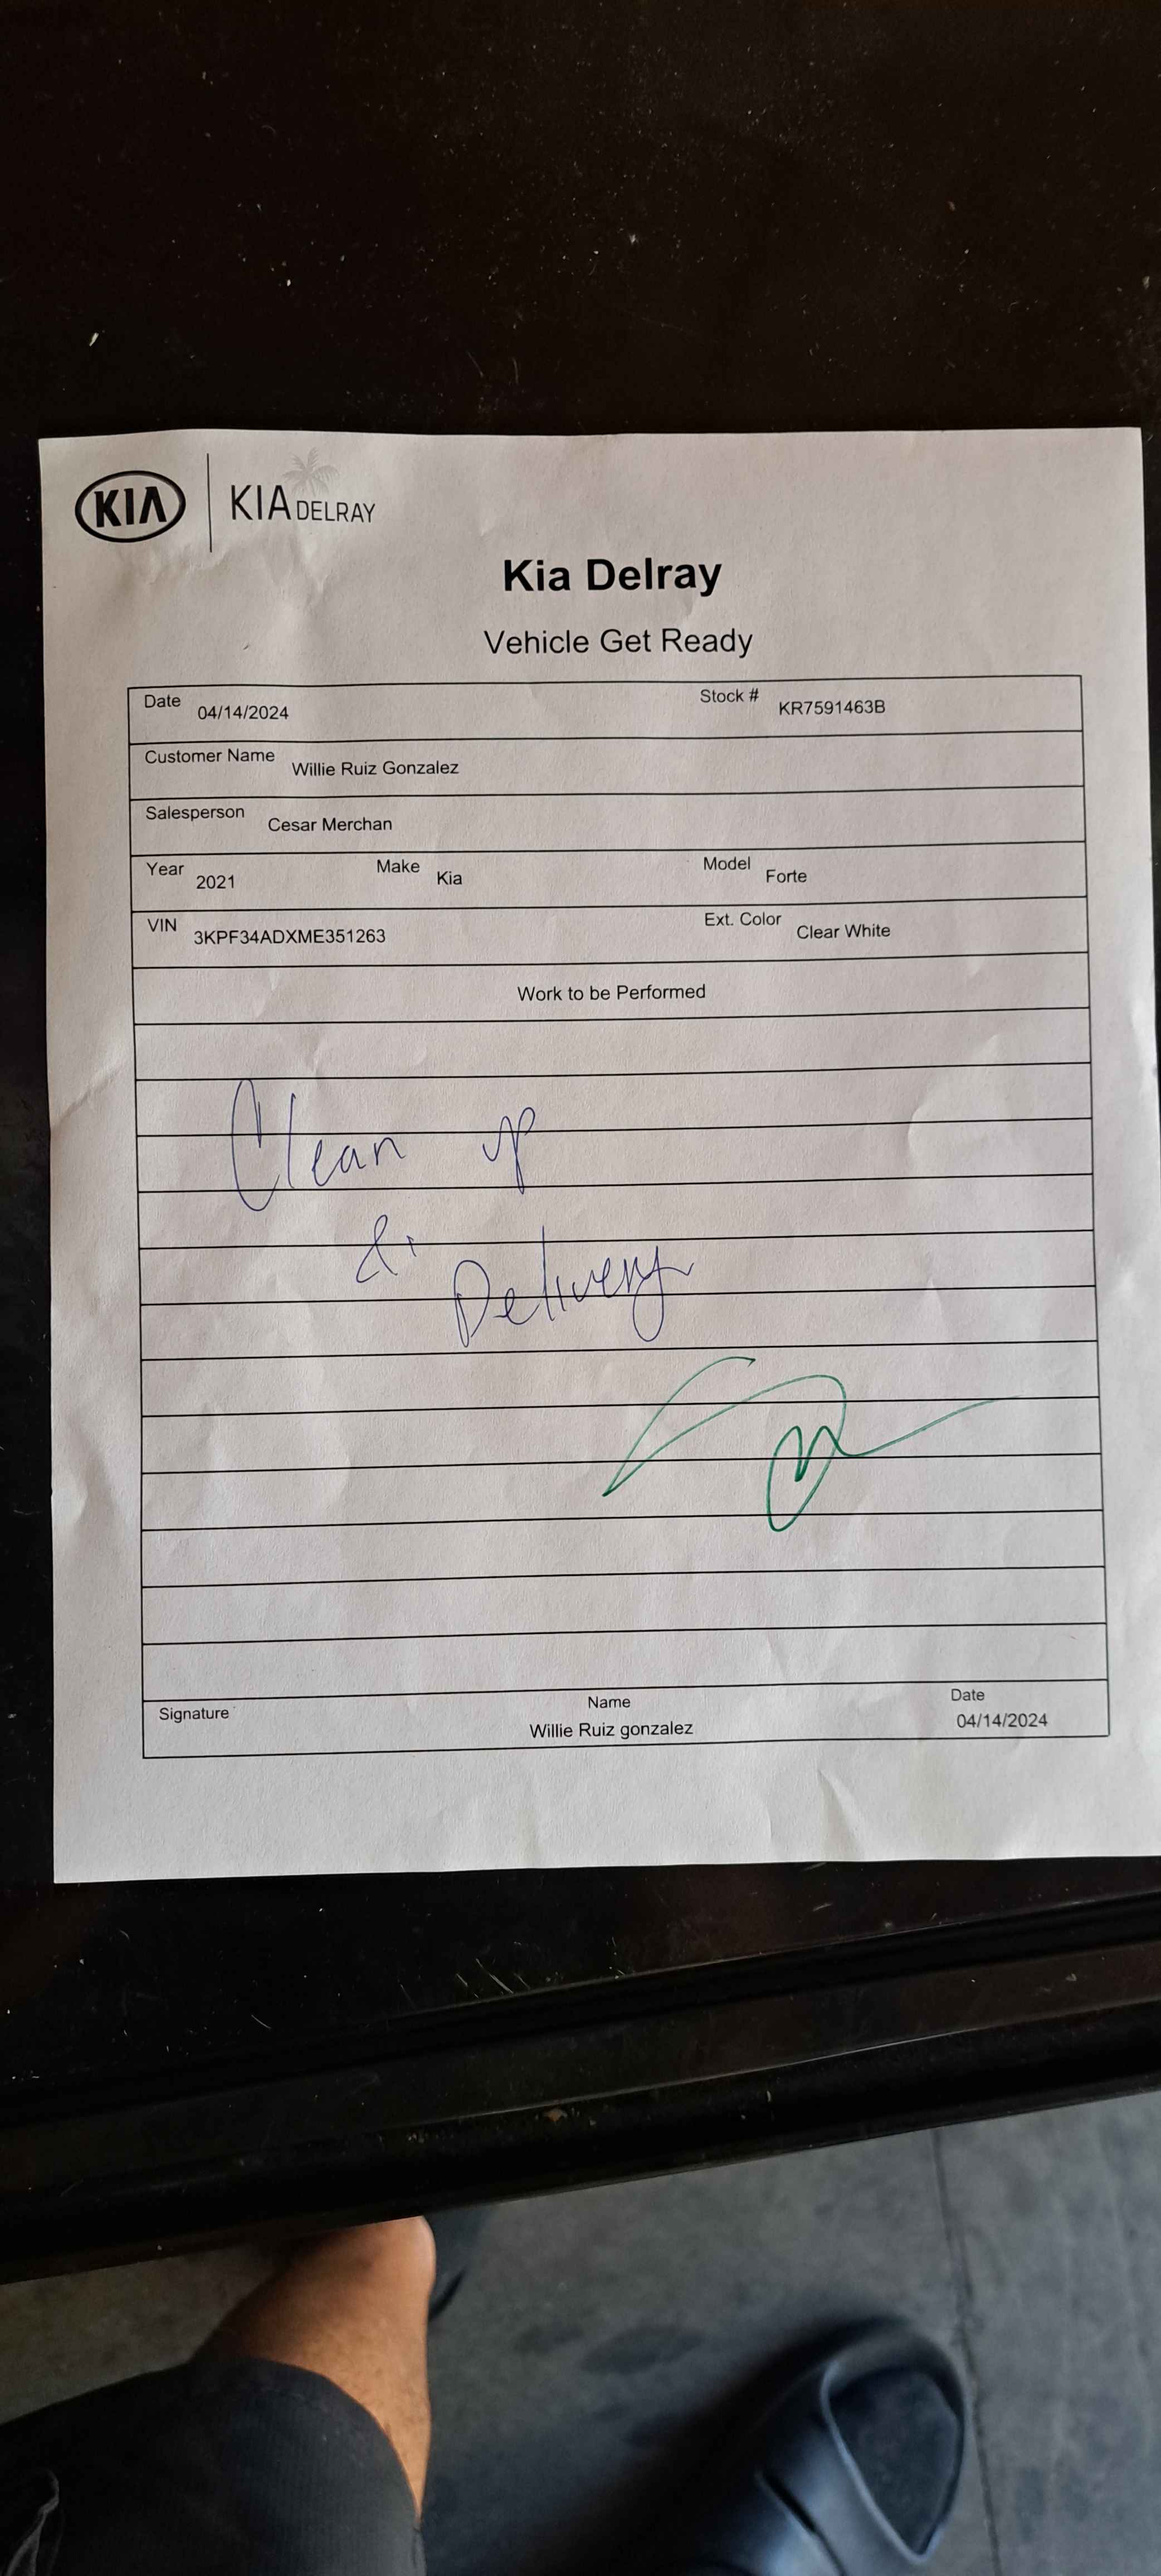 KIA KIA DELRAY
Kia Delray
Vehicle Get Ready
Date 04/14/2024 Stock # KR7591463B
Customer Name Willie Ruiz Gonzalez
Salesperson Cesar Merchan
Year 2021 Make Kia Model Forte
VIN 3KPF34ADXME351263 Ext. Color Clear White
Work to be Performed
Clean up
&
Delivery
Signature Name Date
Willie Ruiz gonzalez 04/14/2024